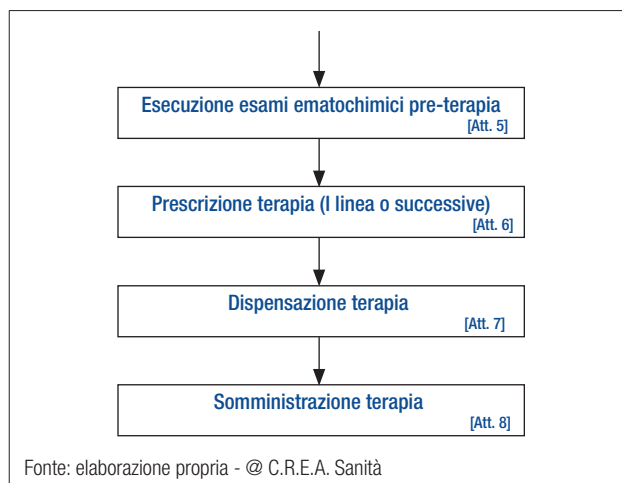 Esecuzione esami ematochimici pre-terapia
[Att. 5]
Prescrizione terapia (I linea o successive)
[Att. 6]
Dispensazione terapia
[Att. 7]
Somministrazione terapia
[Att. 8]
Fonte: elaborazione propria - @ C.R.E.A. Sanità